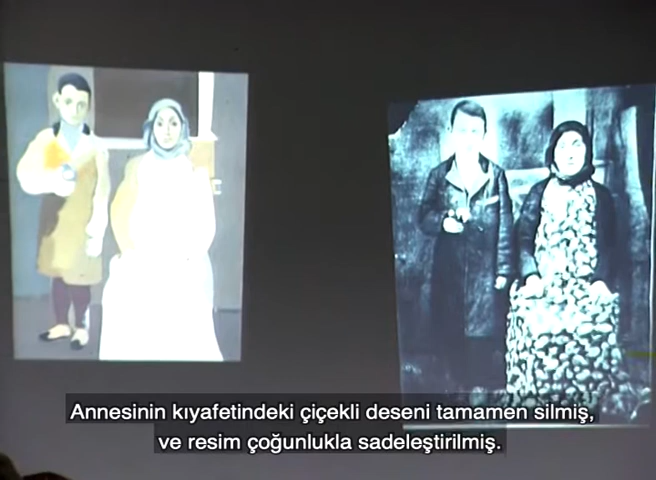 Annesinin kıyafetindeki çiçekli deseni tamamen silmiş,
ve resim çoğunlukla sadeleştirilmiş.